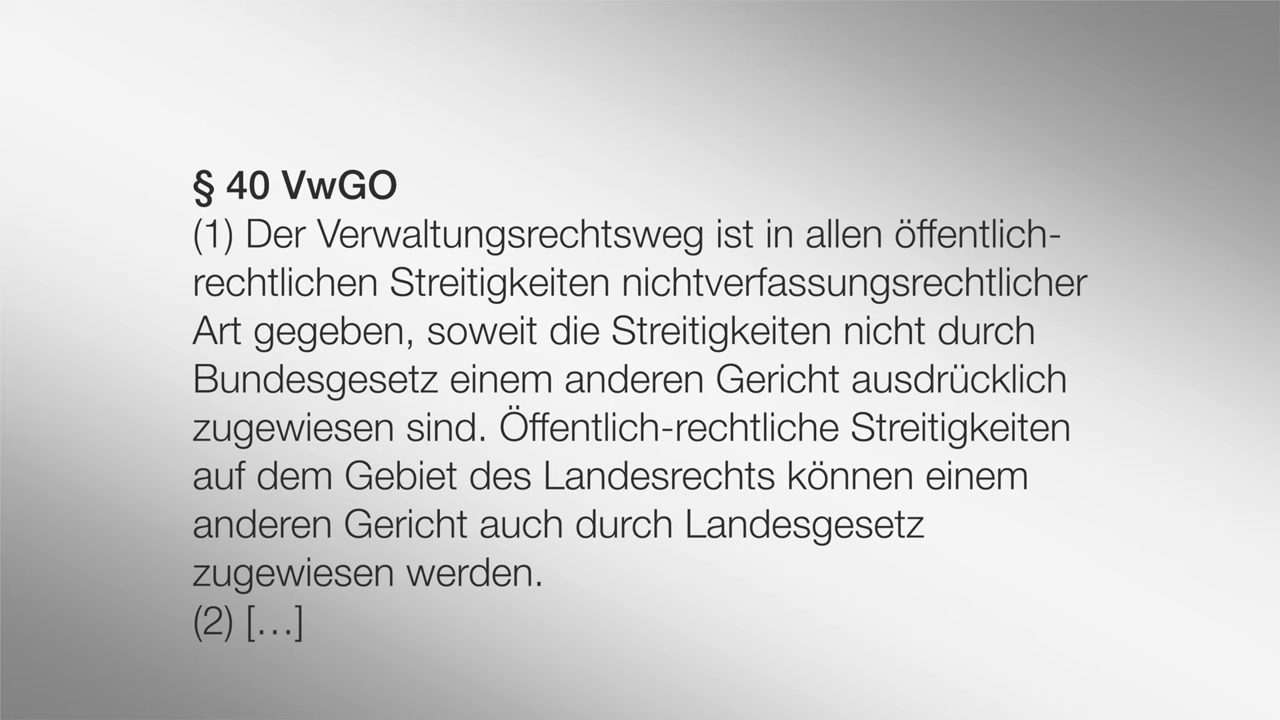 § 40 VwGO
(1) Der Verwaltungsrechtsweg ist in allen öffentlich-
rechtlichen Streitigkeiten nichtverfassungsrechtlicher
Art gegeben, soweit die Streitigkeiten nicht durch
Bundesgesetz einem anderen Gericht ausdrücklich
zugewiesen sind. Öffentlich-rechtliche Streitigkeiten
auf dem Gebiet des Landesrechts können einem
anderen Gericht auch durch Landesgesetz
zugewiesen werden.
(2) […]